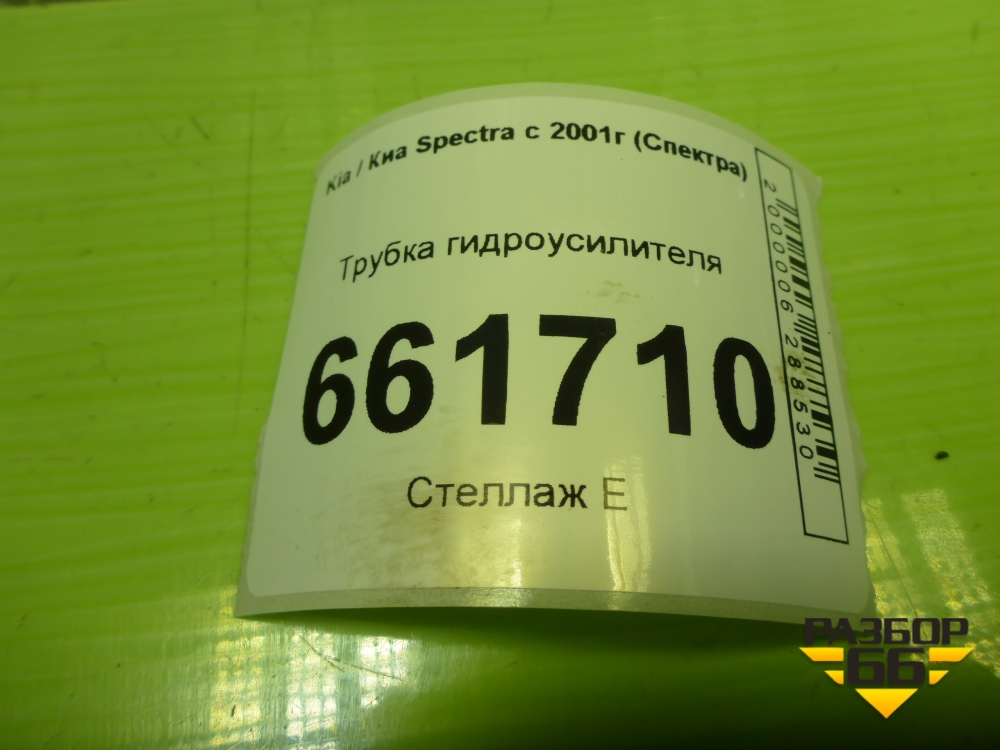 Kia / Киа Spectra с 2001г (Спектра)
Трубка гидроусилителя
661710
Стеллаж Е
2000006288530
РАЗБОР
66